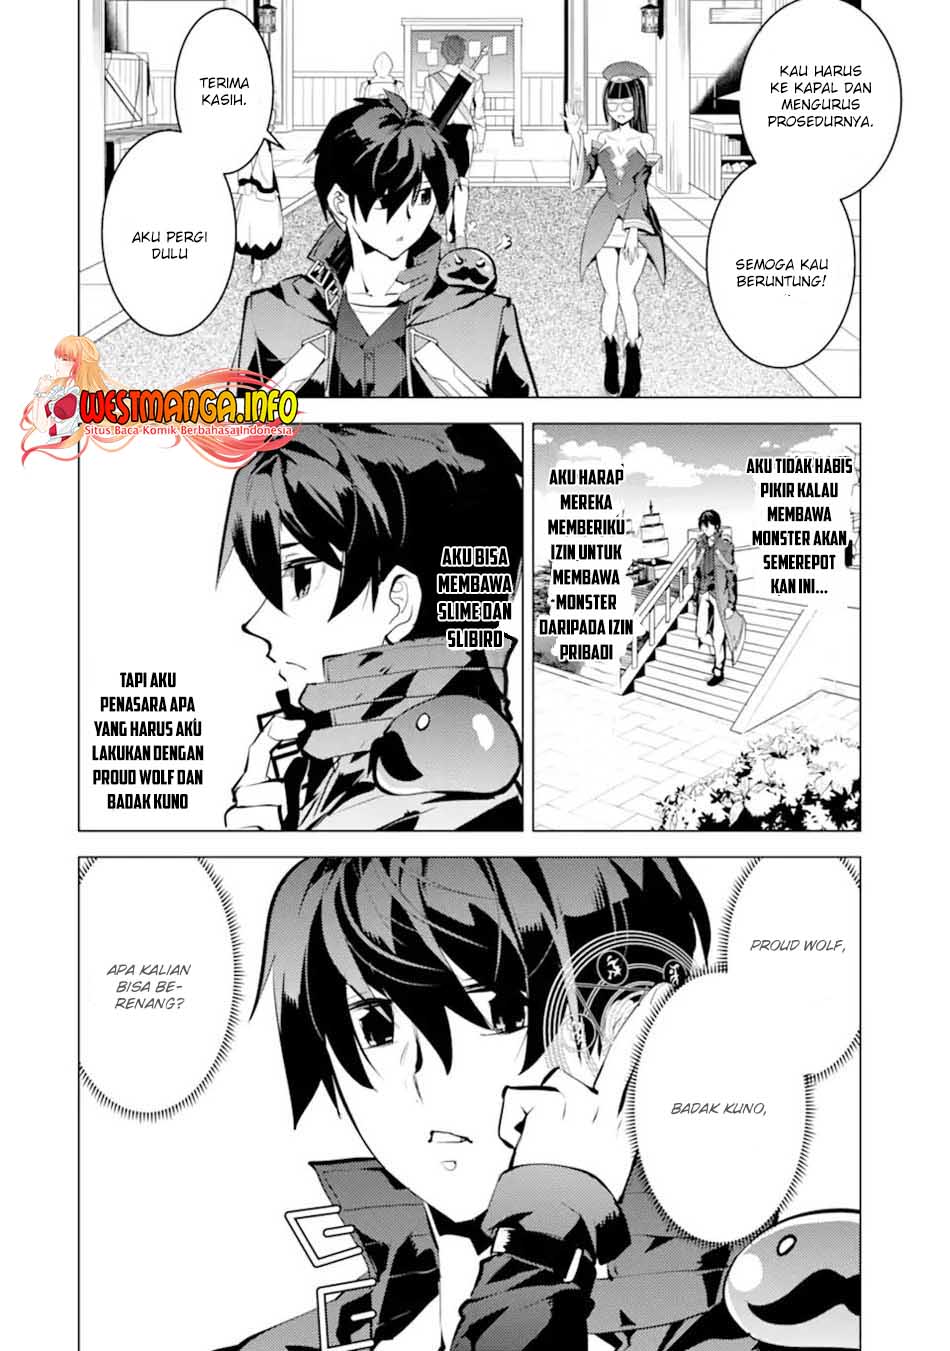 KAU HARUS
KE KAPAL DAN
MENGURUS
PROSEDURNYA.
SEMOGA KAU
BERUNTUNG!
TERIMA
KASIH.
AKU PERGI
DULU
WESTMANGA.INFO
Situs Baca Komik Berbahasa Indonesia
AKU TIDAK HABIS
PIKIR KALAU
MEMBAWA
MONSTER AKAN
SEMEREPOT
KAN INI...
AKU HARAP
MEREKA
MEMBERIKU
IZIN UNTUK
MEMBAWA
MONSTER
DARIPADA IZIN
PRIBADI
AKU BISA
MEMBAWA
SLIME DAN
SLIBIRD
TAPI AKU
PENASARA APA
YANG HARUS AKU
LAKUKAN DENGAN
PROUD WOLF DAN
BADAK KUNO
PROUD WOLF,
BADAK KUNO,
APA KALIAN
BISA BE-
RENANG?